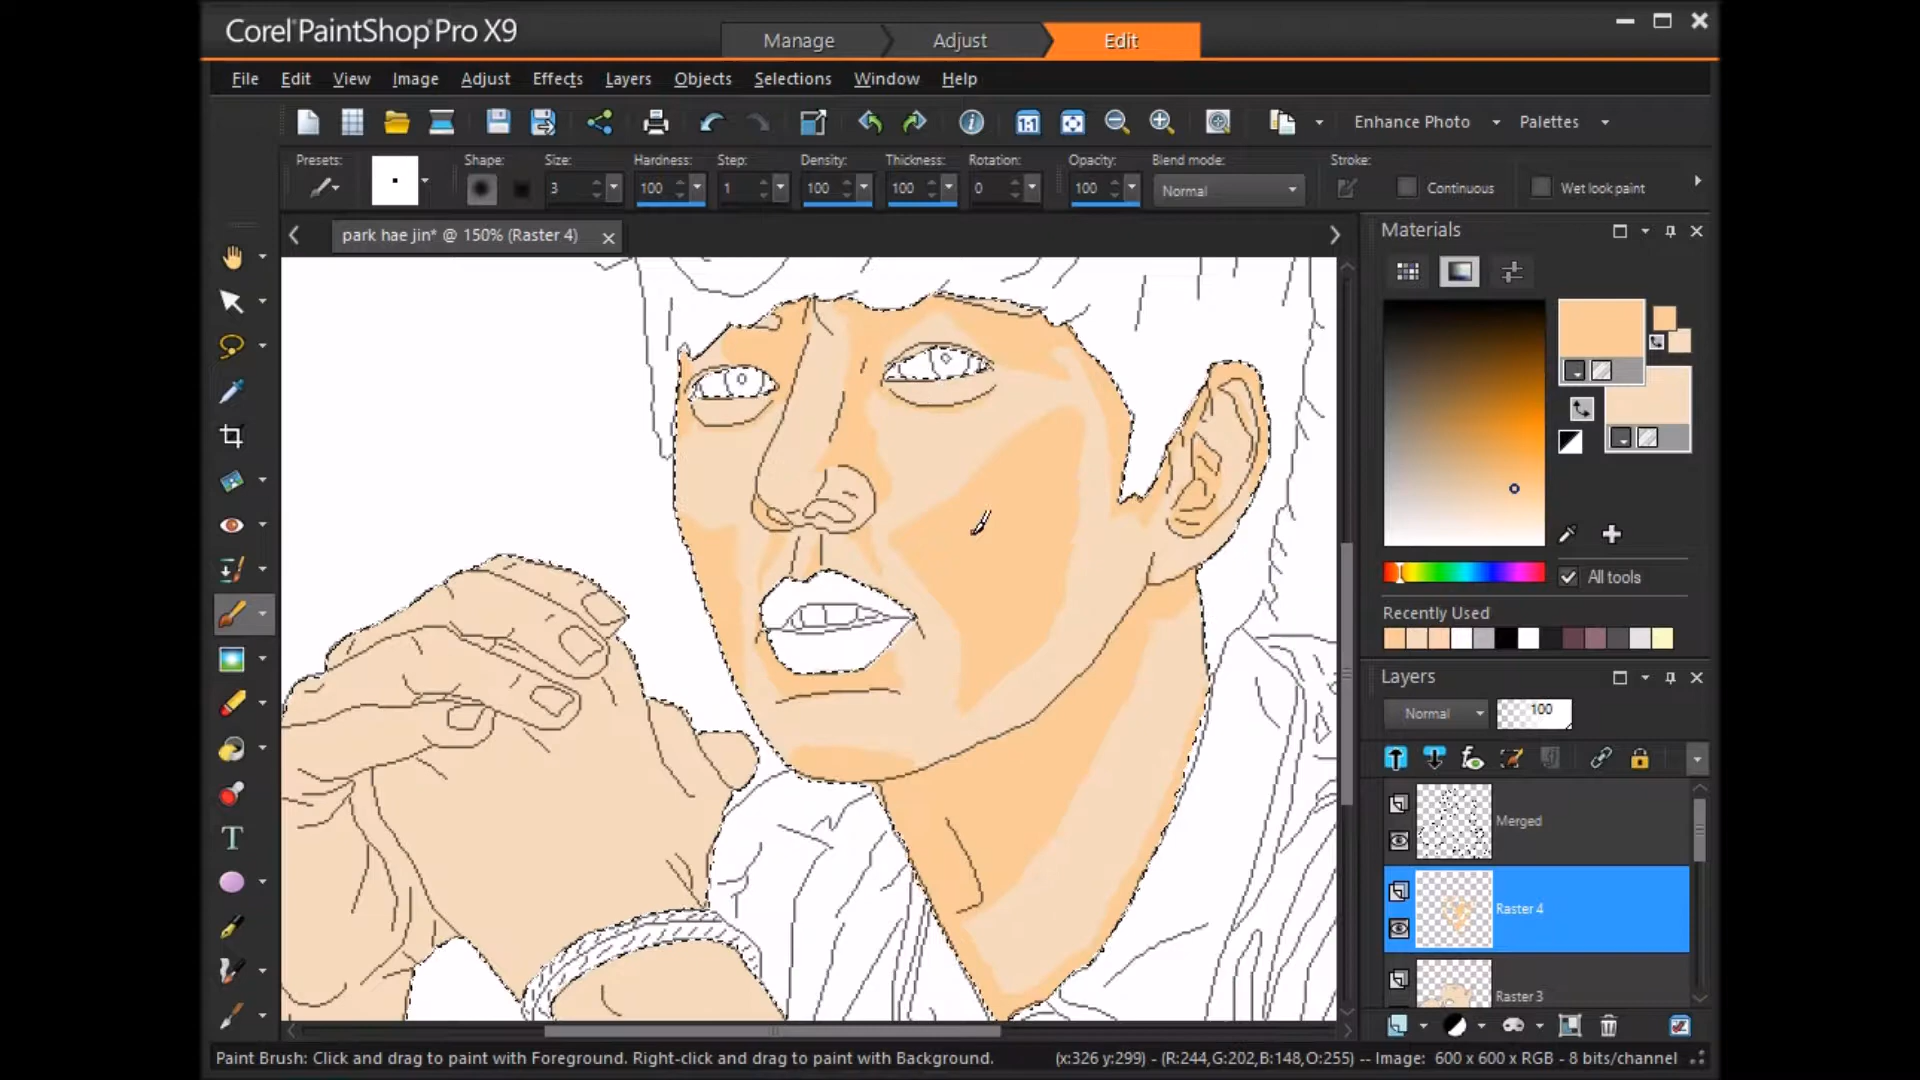 Corel PaintShop Pro X9
Manage Adjust Edit
File Edit View Image Adjust Effects Layers Objects Selections Window Help
1:1 Enhance Photo Palettes
Presets: Shape: Size: Hardness: Step: Density: Thickness: Rotation: Opacity: Blend mode: Stroke:
3 100 1 100 100 0 100 Normal Continuous Wet look paint
park hae jin* @ 150% (Raster 4)
Materials
All tools
Recently Used
Layers
Normal 100
Merged
Raster 4
Raster 3
T
Paint Brush: Click and drag to paint with Foreground. Right-click and drag to paint with Background. (x:326 y:299) - (R:244,G:202,B:148,O:255) -- Image: 600 x 600 x RGB - 8 bits/channel